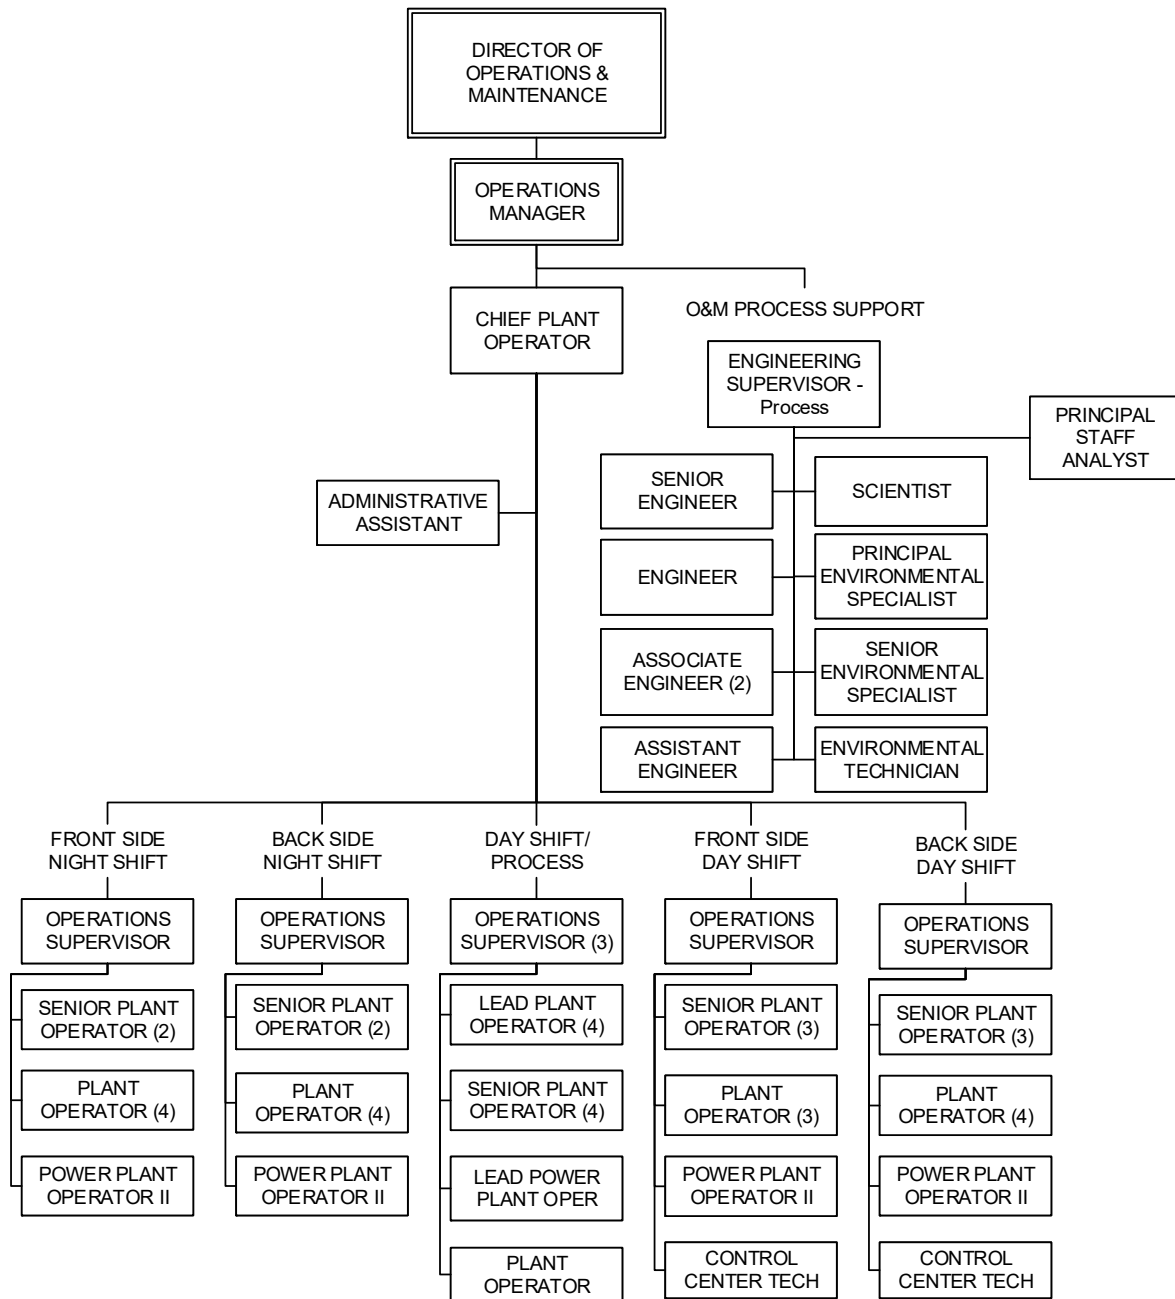 DIRECTOR OF
OPERATIONS &
MAINTENANCE
OPERATIONS
MANAGER
CHIEF PLANT
OPERATOR
O&M PROCESS SUPPORT
ENGINEERING
SUPERVISOR -
Process
PRINCIPAL
STAFF
ANALYST
ADMINISTRATIVE
ASSISTANT
SENIOR
ENGINEER
SCIENTIST
ENGINEER
PRINCIPAL
ENVIRONMENTAL
SPECIALIST
ASSOCIATE
ENGINEER (2)
SENIOR
ENVIRONMENTAL
SPECIALIST
ASSISTANT
ENGINEER
ENVIRONMENTAL
TECHNICIAN
FRONT SIDE
NIGHT SHIFT
OPERATIONS
SUPERVISOR
SENIOR PLANT
OPERATOR (2)
PLANT
OPERATOR (4)
POWER PLANT
OPERATOR II
BACK SIDE
NIGHT SHIFT
OPERATIONS
SUPERVISOR
SENIOR PLANT
OPERATOR (2)
PLANT
OPERATOR (4)
POWER PLANT
OPERATOR II
DAY SHIFT/
PROCESS
OPERATIONS
SUPERVISOR (3)
LEAD PLANT
OPERATOR (4)
SENIOR PLANT
OPERATOR (4)
LEAD POWER
PLANT OPER
PLANT
OPERATOR
FRONT SIDE
DAY SHIFT
OPERATIONS
SUPERVISOR
SENIOR PLANT
OPERATOR (3)
PLANT
OPERATOR (3)
POWER PLANT
OPERATOR II
CONTROL
CENTER TECH
BACK SIDE
DAY SHIFT
OPERATIONS
SUPERVISOR
SENIOR PLANT
OPERATOR (3)
PLANT
OPERATOR (4)
POWER PLANT
OPERATOR II
CONTROL
CENTER TECH